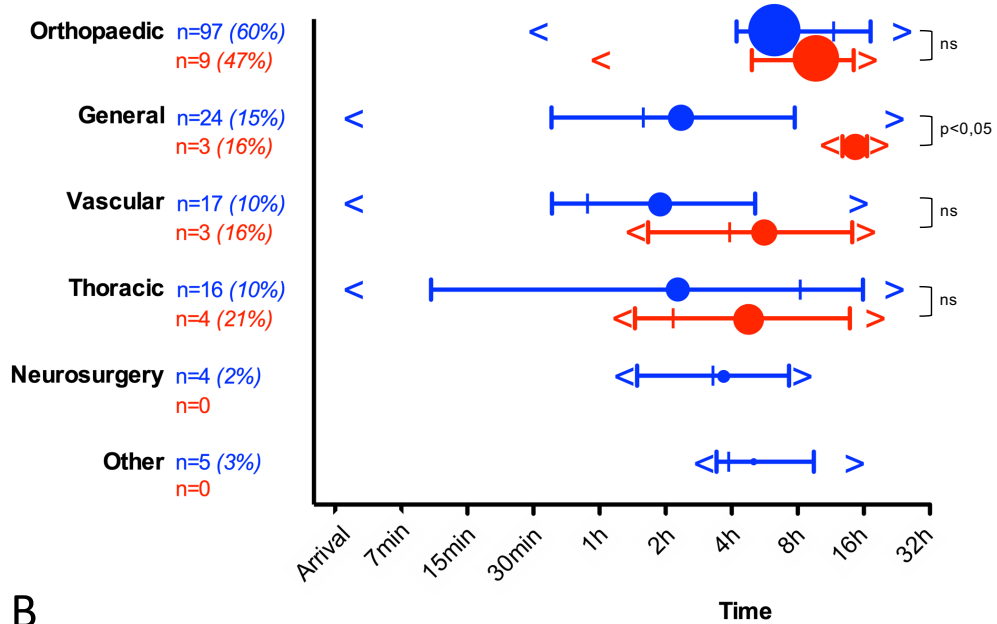 Orthopaedic n=97 (60%)
n=9 (47%)
ns
General n=24 (15%)
n=3 (16%)
p<0,05
Vascular n=17 (10%)
n=3 (16%)
ns
Thoracic n=16 (10%)
n=4 (21%)
ns
Neurosurgery n=4 (2%)
n=0
Other n=5 (3%)
n=0
Arrival 7min 15min 30min 1h 2h 4h 8h 16h 32h
Time
B